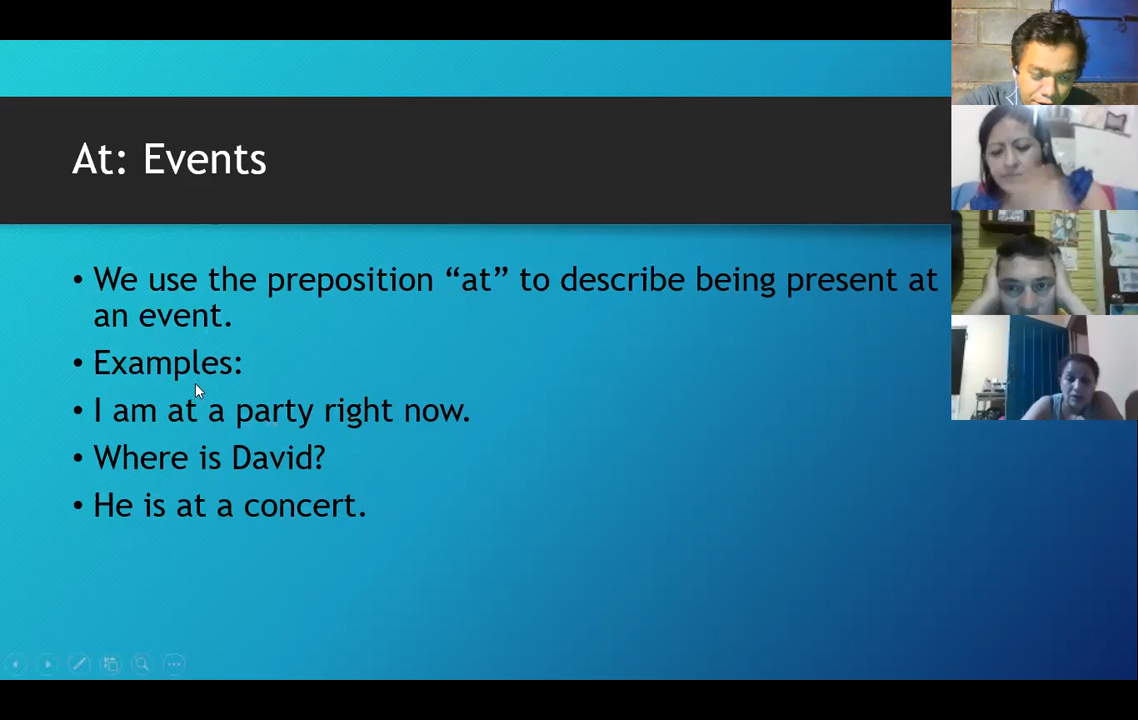 At: Events
• We use the preposition “at” to describe being present at
an event.
• Examples:
• I am at a party right now.
• Where is David?
• He is at a concert.